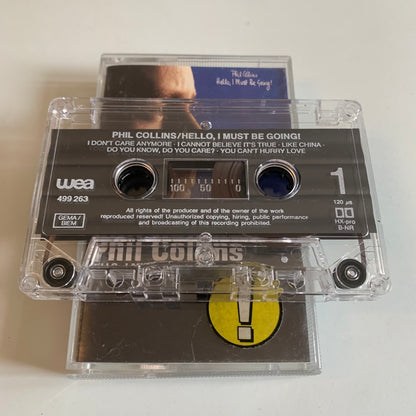 Phil Collins
Hello, I Must Be Going!
PHIL COLLINS/HELLO, I MUST BE GOING!
I DON'T CARE ANYMORE · I CANNOT BELIEVE IT'S TRUE · LIKE CHINA ·
DO YOU KNOW, DO YOU CARE? · YOU CAN'T HURRY LOVE
wea
499 263
100 50 0
1
All rights of the producer and of the owner of the work
reproduced reserved! Unauthorized copying, hiring, public performance
and broadcasting of this recording prohibited.
GEMA/
BIEM
120 µs
HX-pro
B-NR
Phil Collins
!